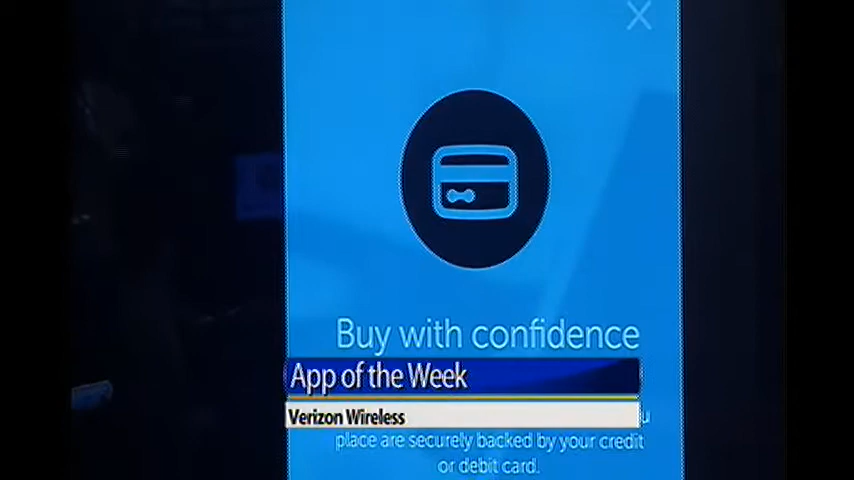 Buy with confidence
App of the Week
Verizon Wireless
place are securely backed by your credit
or debit card.